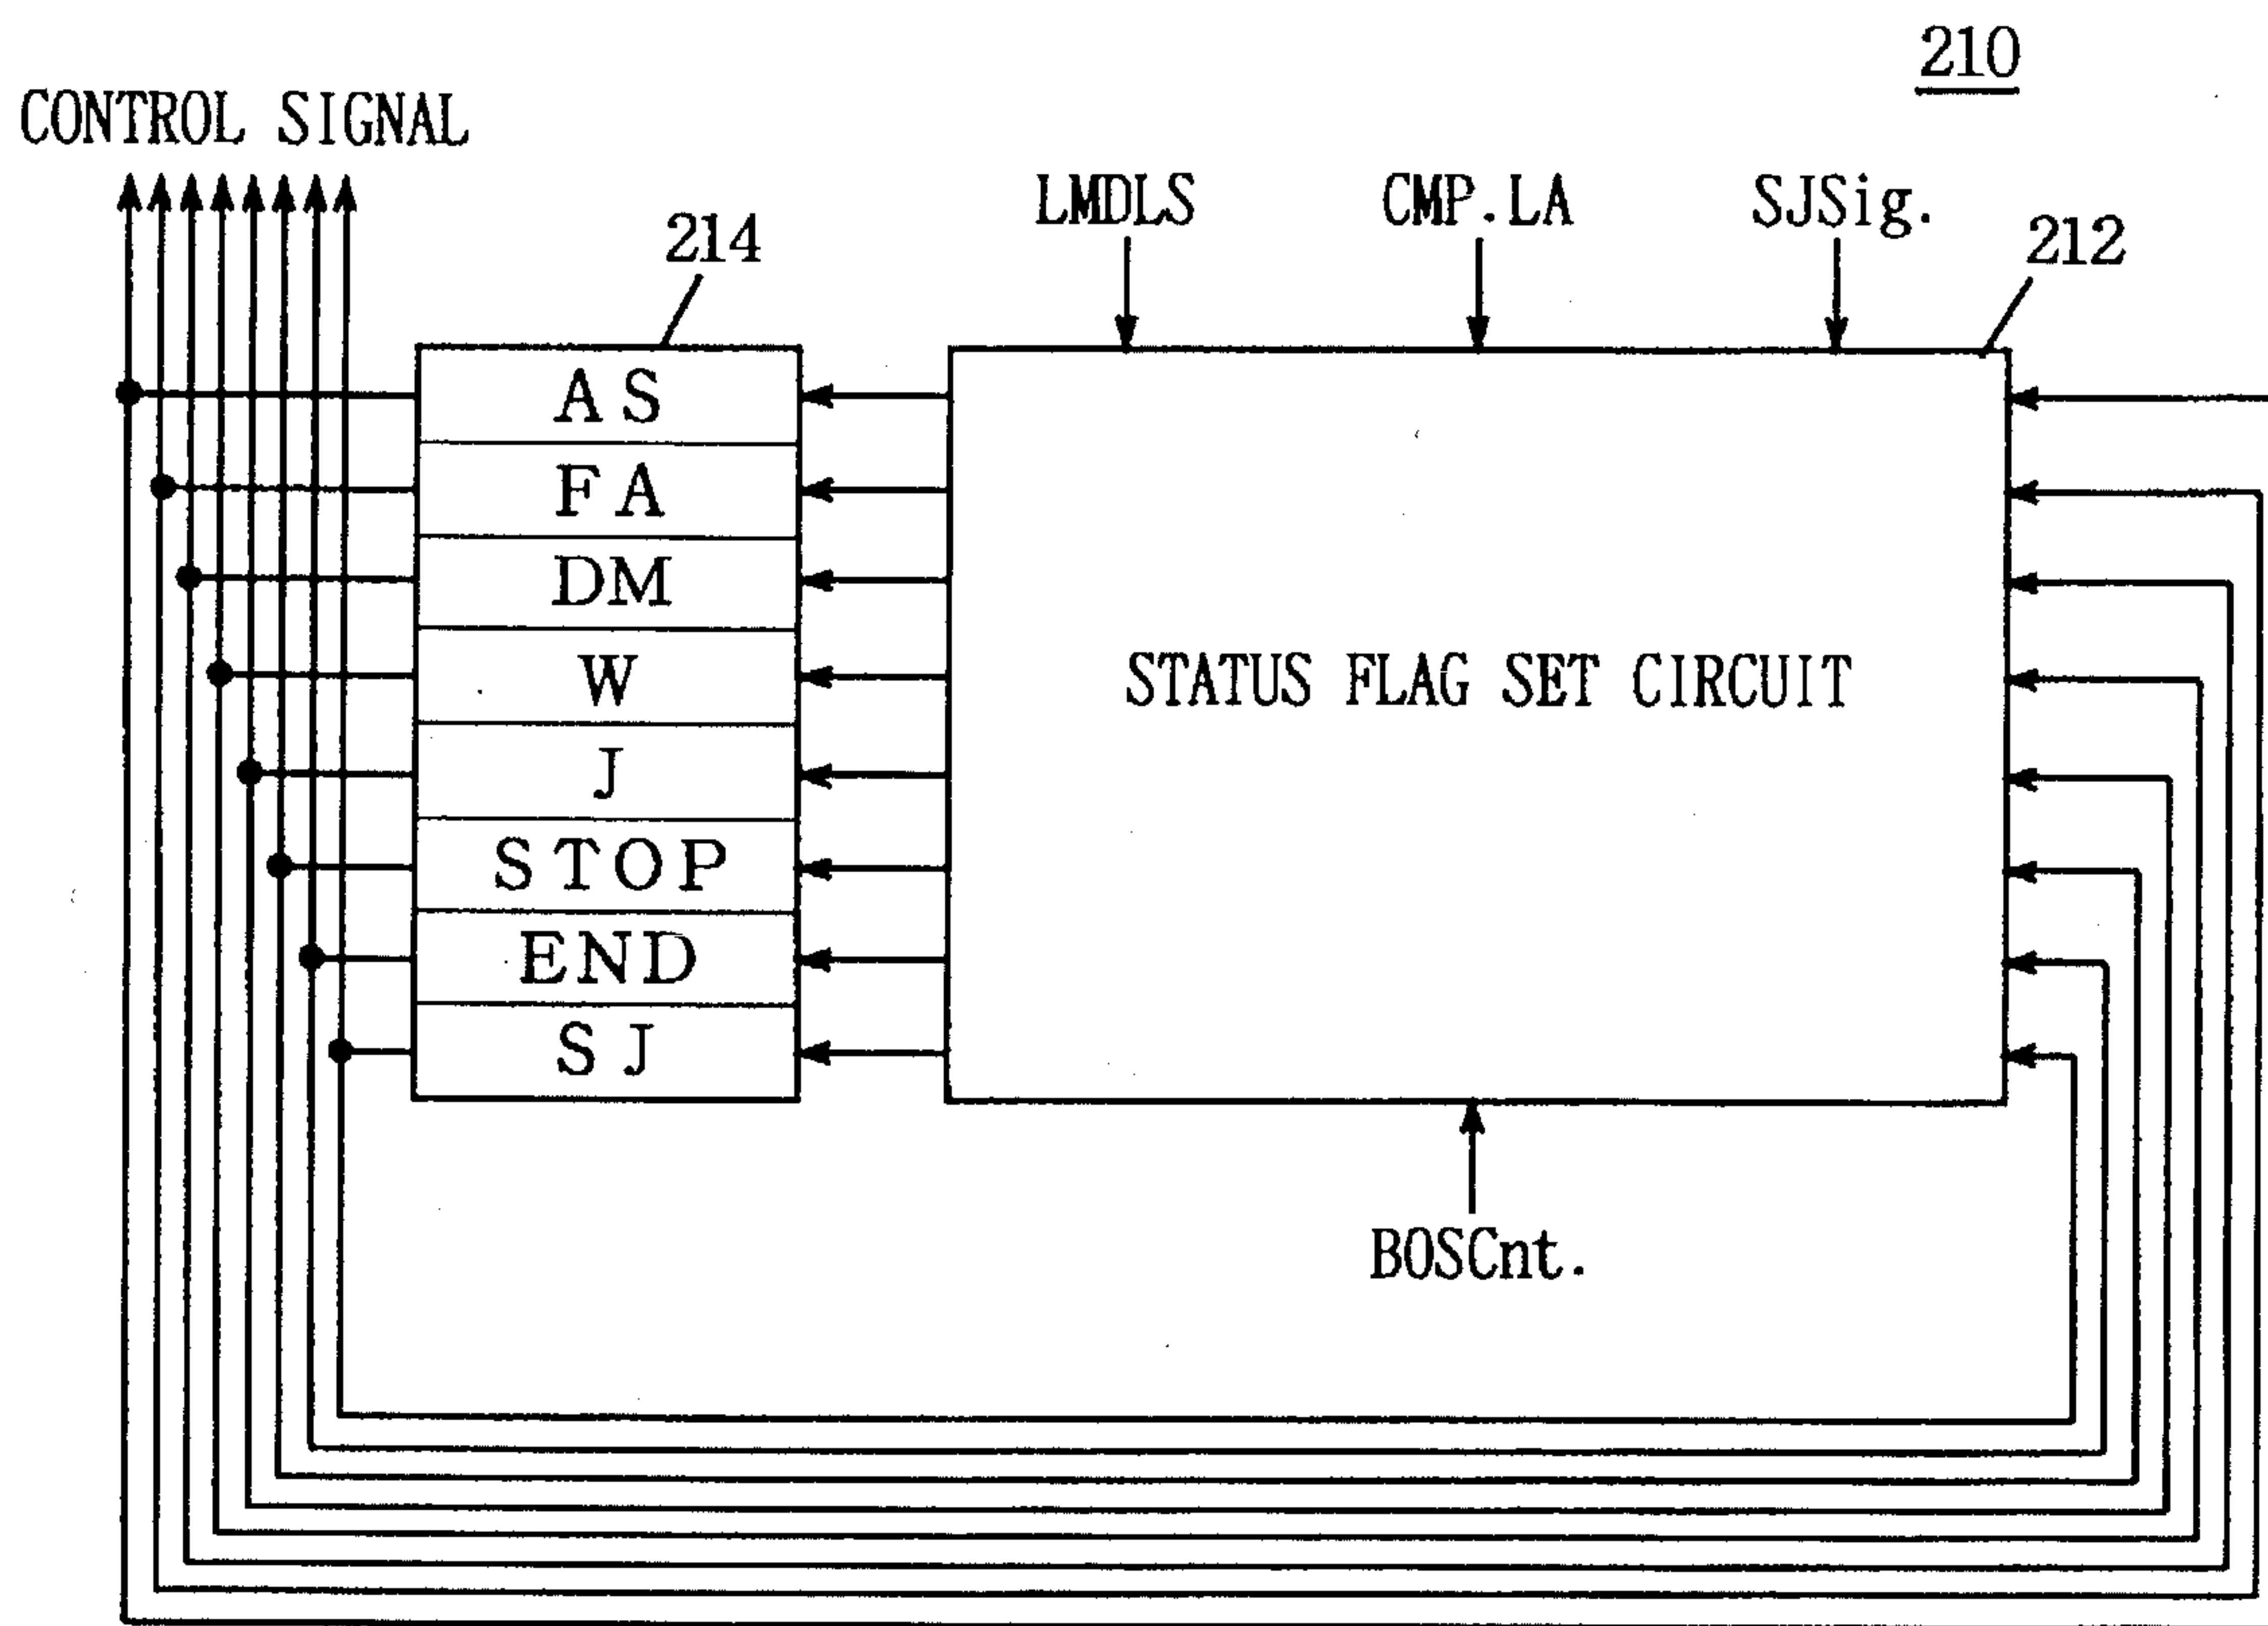 210
CONTROL SIGNAL
LMDLS
CMP.LA
SJSig.
214
212
AS
FA
DM
W
J
STOP
END
SJ
STATUS FLAG SET CIRCUIT
BOSCnt.